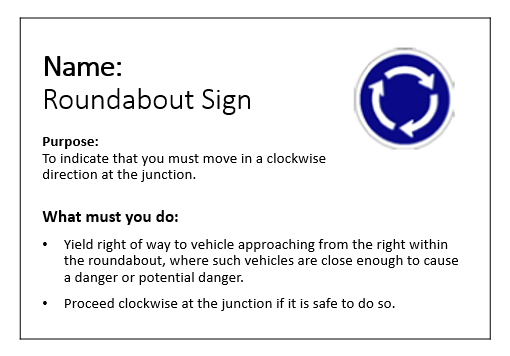 Name:
Roundabout Sign
Purpose:
To indicate that you must move in a clockwise
direction at the junction.
What must you do:
• Yield right of way to vehicle approaching from the right within
the roundabout, where such vehicles are close enough to cause
a danger or potential danger.
• Proceed clockwise at the junction if it is safe to do so.